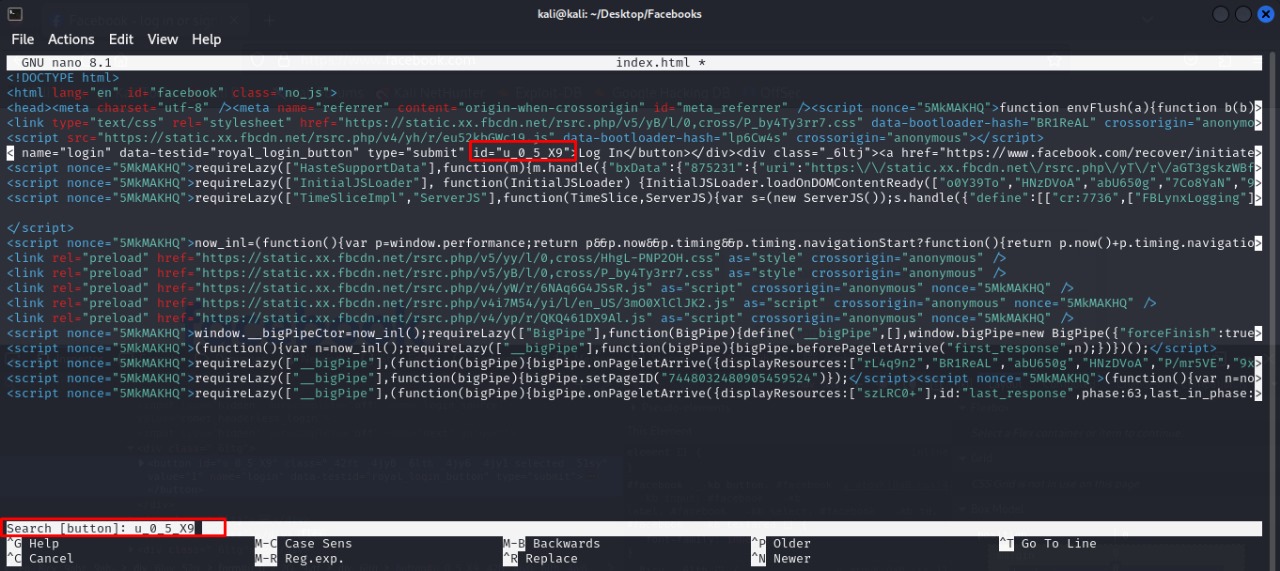 kali@kali: ~/Desktop/Facebooks
File Actions Edit View Help
GNU nano 8.1 index.html *
<!DOCTYPE html>
<html lang="en" id="facebook" class="no_js">
<head><meta charset="utf-8" /><meta name="referrer" content="origin-when-crossorigin" id="meta_referrer" /><script nonce="5MkMAKHQ">function envFlush(a){function b(b)>
<link type="text/css" rel="stylesheet" href="https://static.xx.fbcdn.net/rsrc.php/v5/yB/l/0,cross/P_by4Ty3rr7.css" data-bootloader-hash="BR1ReAL" crossorigin="anonymo>
<script src="https://static.xx.fbcdn.net/rsrc.php/v4/yh/r/eu52kbGWc19.js" data-bootloader-hash="lp6Cw4s" crossorigin="anonymous"></script>
< name="login" data-testid="royal_login_button" type="submit" id="u_0_5_X9">Log In</button></div><div class="_6ltj"><a href="https://www.facebook.com/recover/initiate>
<script nonce="5MkMAKHQ">requireLazy(["HasteSupportData"],function(m){m.handle({"bxData":{"875231":{"uri":"https:\/\/static.xx.fbcdn.net\/rsrc.php\/yT\/r\/aGT3gskzWBf>
<script nonce="5MkMAKHQ">requireLazy(["InitialJSLoader"], function(InitialJSLoader) {InitialJSLoader.loadOnDOMContentReady(["o0Y39To","HNzDVoA","abU650g","7Co8YaN","9>
<script nonce="5MkMAKHQ">requireLazy(["TimeSliceImpl","ServerJS"],function(TimeSlice,ServerJS){var s=(new ServerJS());s.handle({"define":[["cr:7736",["FBLynxLogging"]>
</script>
<script nonce="5MkMAKHQ">now_inl=(function(){var p=window.performance;return p&&p.now&&p.timing&&p.timing.navigationStart?function(){return p.now()+p.timing.navigatio>
<link rel="preload" href="https://static.xx.fbcdn.net/rsrc.php/v5/yy/l/0,cross/HhgL-PNP2OH.css" as="style" crossorigin="anonymous" />
<link rel="preload" href="https://static.xx.fbcdn.net/rsrc.php/v5/yB/l/0,cross/P_by4Ty3rr7.css" as="style" crossorigin="anonymous" />
<link rel="preload" href="https://static.xx.fbcdn.net/rsrc.php/v4/yW/r/6NAq6G4JSsR.js" as="script" crossorigin="anonymous" nonce="5MkMAKHQ" />
<link rel="preload" href="https://static.xx.fbcdn.net/rsrc.php/v4i7M54/yi/l/en_US/3mO0XlClJK2.js" as="script" crossorigin="anonymous" nonce="5MkMAKHQ" />
<link rel="preload" href="https://static.xx.fbcdn.net/rsrc.php/v4/yp/r/QKQ461DX9Al.js" as="script" crossorigin="anonymous" nonce="5MkMAKHQ" />
<script nonce="5MkMAKHQ">window.__bigPipeCtor=now_inl();requireLazy(["BigPipe"],function(BigPipe){define("__bigPipe",[],window.bigPipe=new BigPipe({"forceFinish":true>
<script nonce="5MkMAKHQ">(function(){var n=now_inl();requireLazy(["__bigPipe"],function(bigPipe){bigPipe.beforePageletArrive("first_response",n);})})();</script>
<script nonce="5MkMAKHQ">requireLazy(["__bigPipe"],(function(bigPipe){bigPipe.onPageletArrive({displayResources:["rL4q9n2","BR1ReAL","abU650g","HNzDVoA","P/mr5VE","9x>
<script nonce="5MkMAKHQ">requireLazy(["__bigPipe"],function(bigPipe){bigPipe.setPageID("7448032480905459524")});</script><script nonce="5MkMAKHQ">(function(){var n=no>
<script nonce="5MkMAKHQ">requireLazy(["__bigPipe"],(function(bigPipe){bigPipe.onPageletArrive({displayResources:["szLRC0+"],id:"last_response",phase:63,last_in_phase:>
Search [button]: u_0_5_X9
^G Help M-C Case Sens M-B Backwards ^P Older ^T Go To Line
^C Cancel M-R Reg.exp. ^R Replace ^N Newer